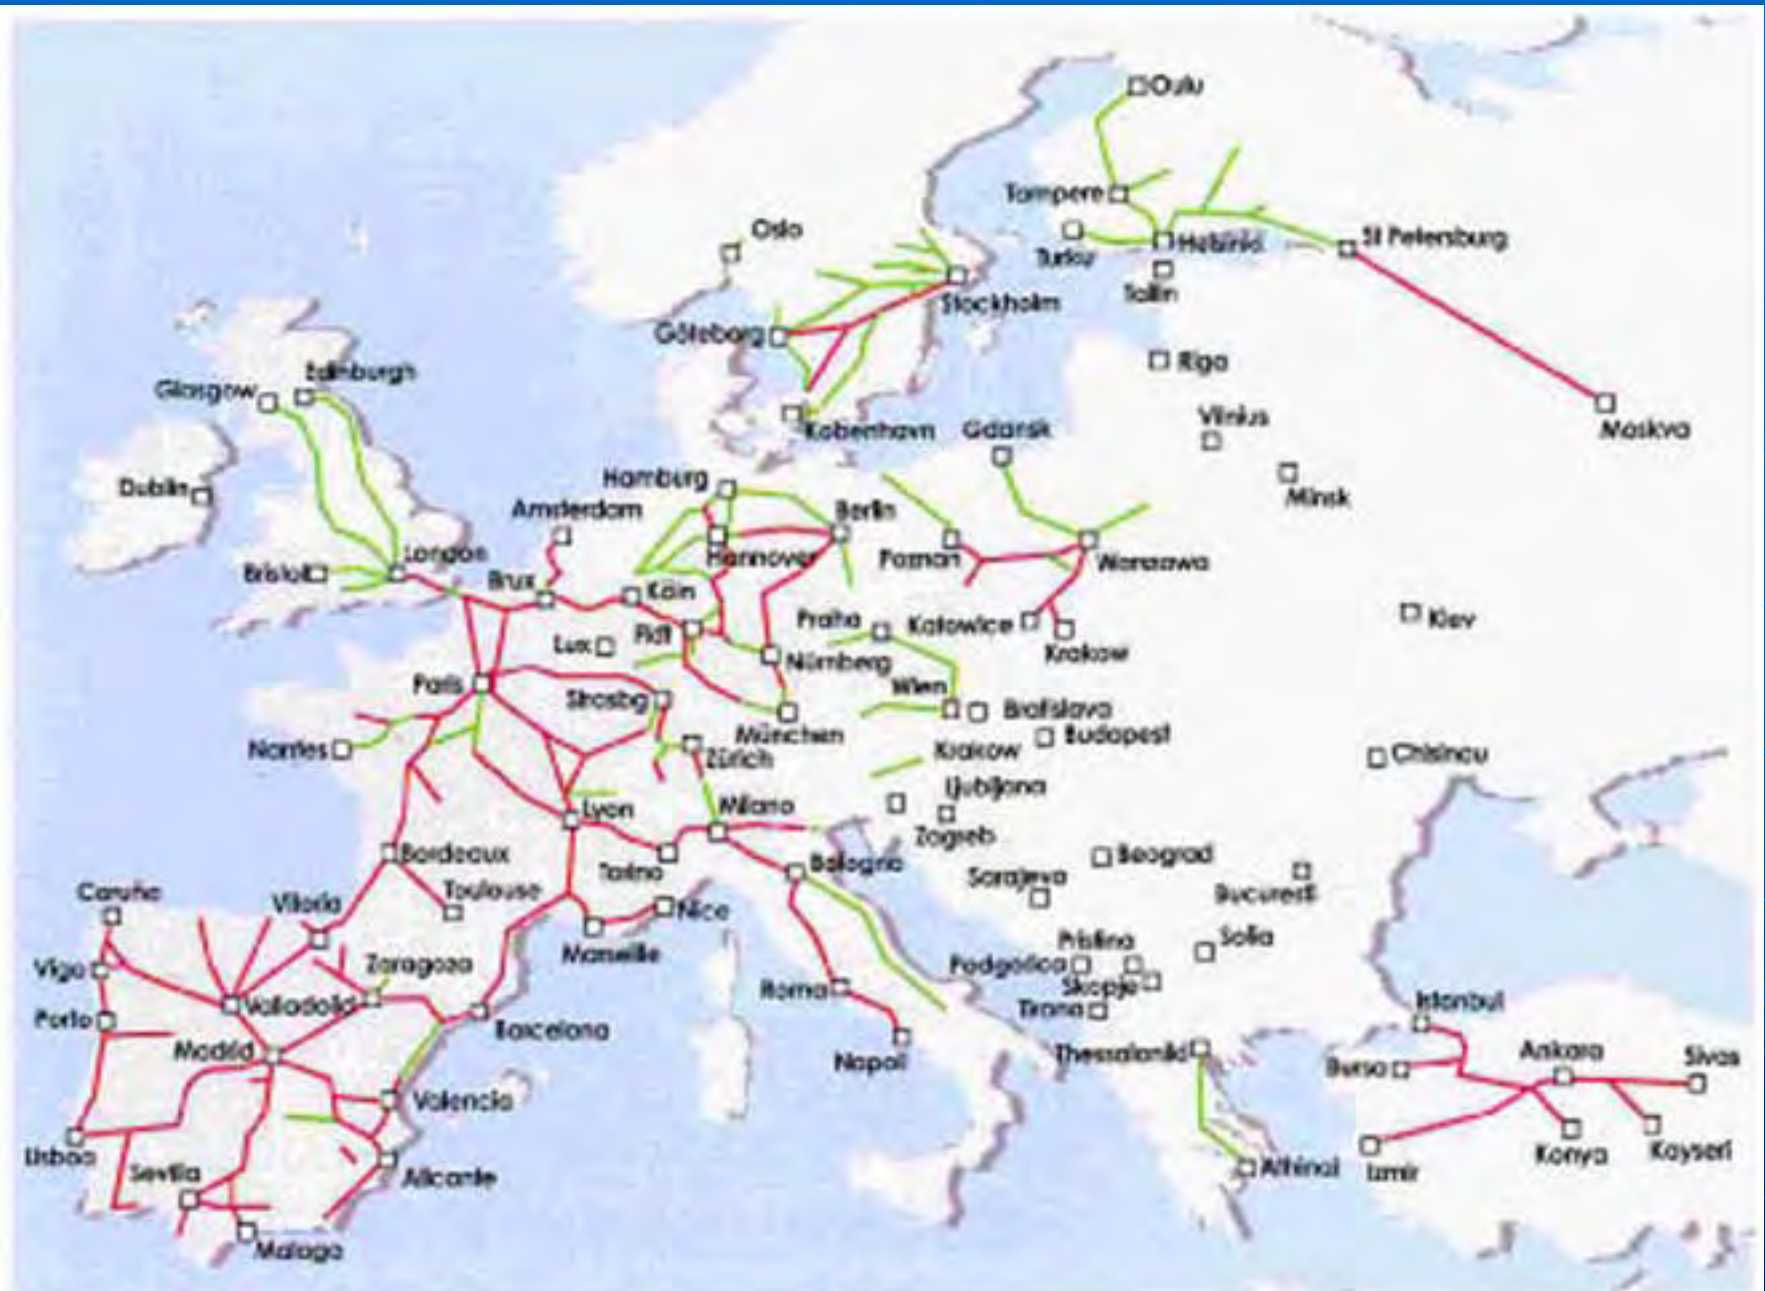 Oulu
Tampere
Oslo
Turku
Helsinki
St Petersburg
Tallin
Stockholm
Göteborg
Riga
Edinburgh
Glasgow
Vilnius
Moskva
Kobenhavn
Gdansk
Minsk
Dublin
Hamburg
Amsterdam
Berlin
London
Hannover
Poznan
Warszawa
Bristol
Brux
Köln
Praha
Katowice
Kiev
Lux
Nürnberg
Krakow
Paris
Strasbg
Wien
Bratislava
München
Budapest
Nantes
Zürich
Krakow
Chisincu
Ljubljana
Lyon
Milano
Zagreb
Bordeaux
Torino
Bologna
Beograd
Sarajeva
Bucuresti
Coruña
Vitoria
Toulouse
Nice
Marseille
Pristina
Sofia
Vigo
Zaragoza
Podgorica
Valladolid
Roma
Skopje
Tirana
Istanbul
Porto
Barcelona
Madrid
Napoli
Thessaloniki
Bursa
Ankara
Sivas
Valencia
Lisboa
Sevilla
Alicante
Athinai
Izmir
Konya
Kayseri
Malaga